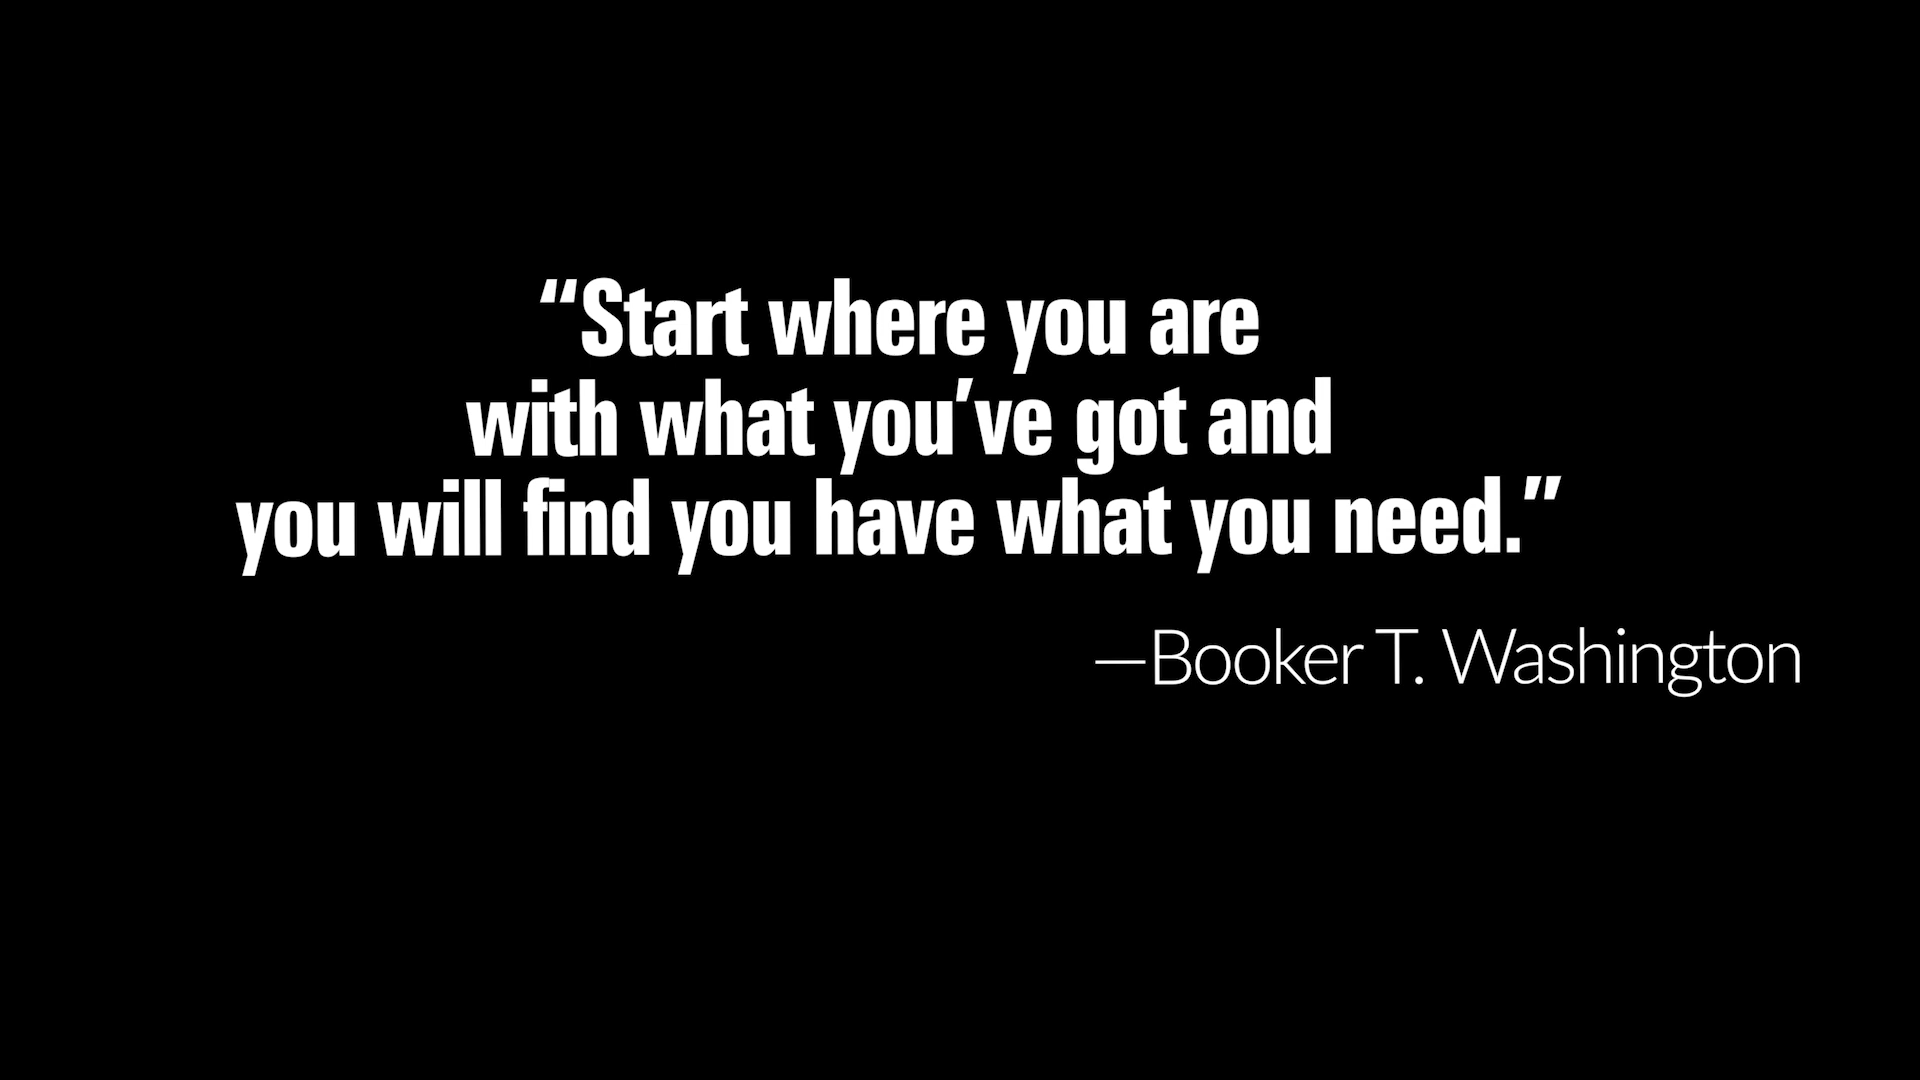 “Start where you are
with what you’ve got and
you will find you have what you need.”
—Booker T. Washington